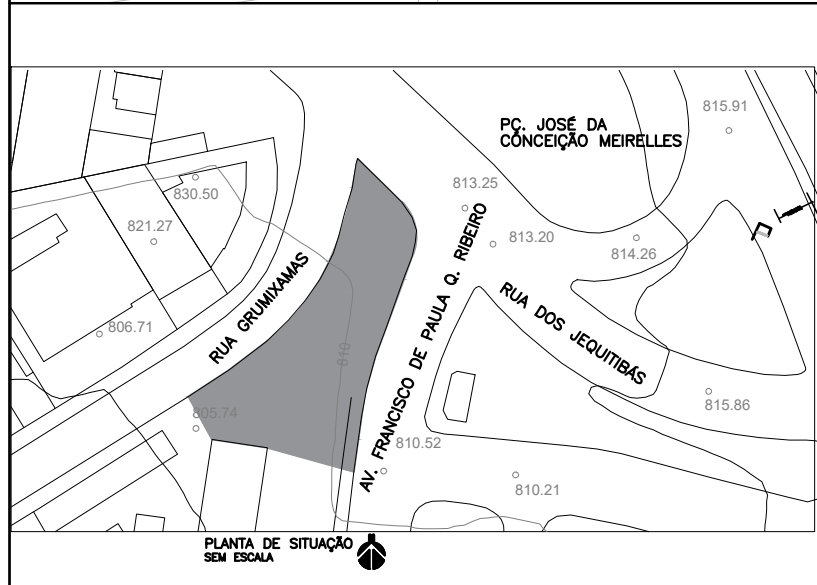 815.91
PÇ. JOSÉ DA
CONCEIÇÃO MEIRELLES
830.50
813.25
821.27
813.20
814.26
RUA GRUMIXAMAS
AV. FRANCISCO DE PAULA Q. RIBEIRO
RUA DOS JEQUITIBÁS
806.71
810
815.86
805.74
810.52
810.21
PLANTA DE SITUAÇÃO
SEM ESCALA